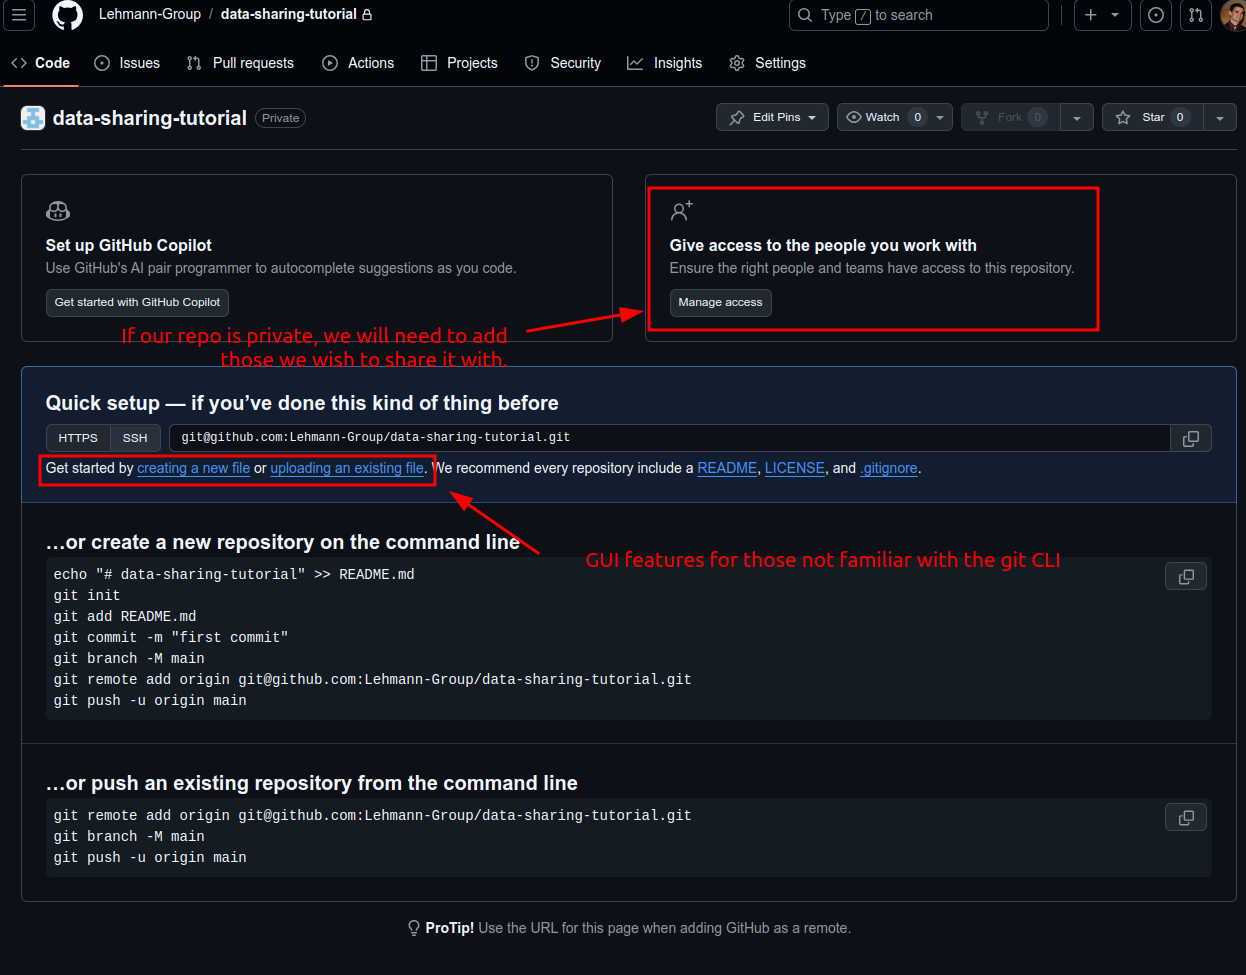 Lehmann-Group / data-sharing-tutorial
Type / to search
Code Issues Pull requests Actions Projects Security Insights Settings
data-sharing-tutorial Private
Edit Pins Watch 0 Fork 0 Star 0
Set up GitHub Copilot
Use GitHub's AI pair programmer to autocomplete suggestions as you code.
Get started with GitHub Copilot
Give access to the people you work with
Ensure the right people and teams have access to this repository.
Manage access
If our repo is private, we will need to add
those we wish to share it with.
Quick setup — if you've done this kind of thing before
HTTPS SSH git@github.com:Lehmann-Group/data-sharing-tutorial.git
Get started by creating a new file or uploading an existing file. We recommend every repository include a README, LICENSE, and .gitignore.
…or create a new repository on the command line
GUI features for those not familiar with the git CLI
echo "# data-sharing-tutorial" >> README.md
git init
git add README.md
git commit -m "first commit"
git branch -M main
git remote add origin git@github.com:Lehmann-Group/data-sharing-tutorial.git
git push -u origin main
…or push an existing repository from the command line
git remote add origin git@github.com:Lehmann-Group/data-sharing-tutorial.git
git branch -M main
git push -u origin main
ProTip! Use the URL for this page when adding GitHub as a remote.